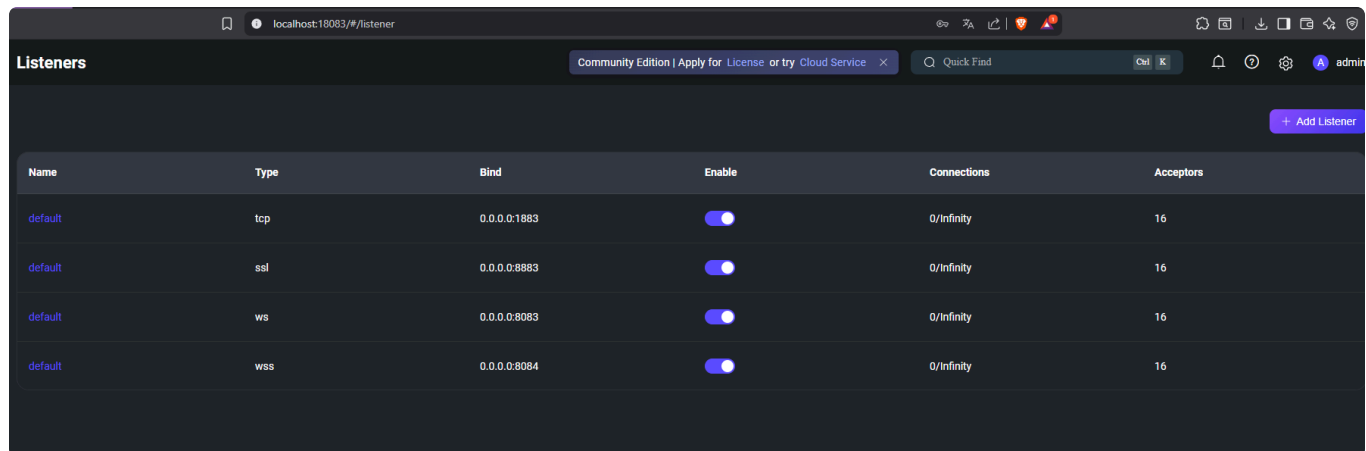 localhost:18083/#/listener
1
Listeners
Community Edition | Apply for License or try Cloud Service ×
Quick Find Ctrl K
A admin
+ Add Listener
Name Type Bind Enable Connections Acceptors
default tcp 0.0.0.0:1883 0/Infinity 16
default ssl 0.0.0.0:8883 0/Infinity 16
default ws 0.0.0.0:8083 0/Infinity 16
default wss 0.0.0.0:8084 0/Infinity 16